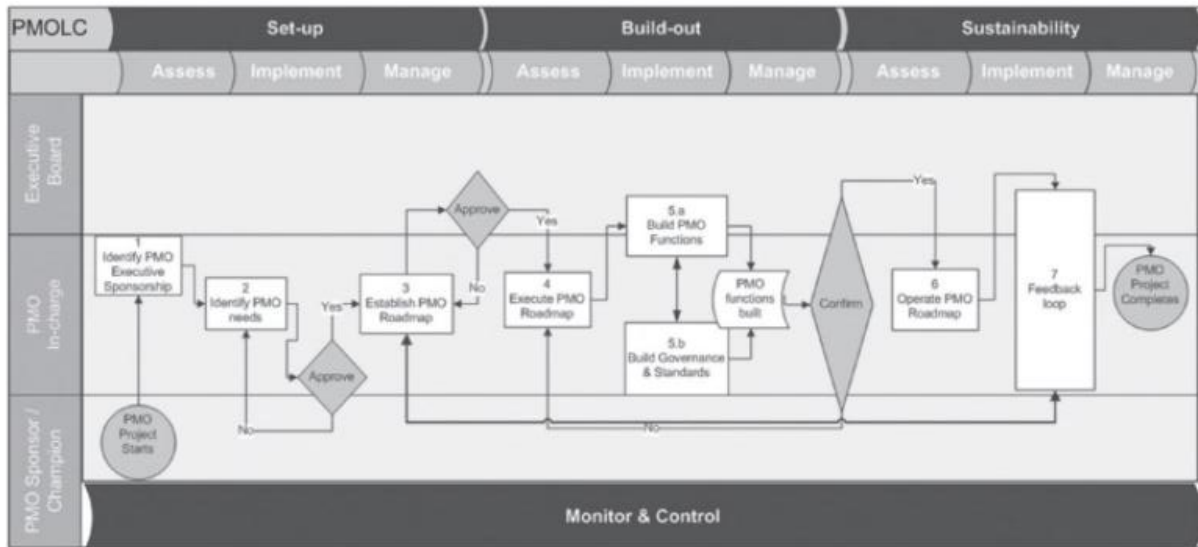 PMOLC
Set-up
Build-out
Sustainability
Assess
Implement
Manage
Assess
Implement
Manage
Assess
Implement
Manage
Executive
Board
PMO
In-charge
PMO Sponsor /
Champion
1
Identify PMO
Executive
Sponsorship
2
Identify PMO
needs
Approve
Yes
No
3
Establish PMO
Roadmap
Approve
Yes
No
4
Execute PMO
Roadmap
5.a
Build PMO
Functions
5.b
Build Governance
& Standards
PMO
functions
built
Confirm
Yes
No
6
Operate PMO
Roadmap
7
Feedback
loop
PMO
Project
Completes
PMO
Project
Starts
Monitor & Control